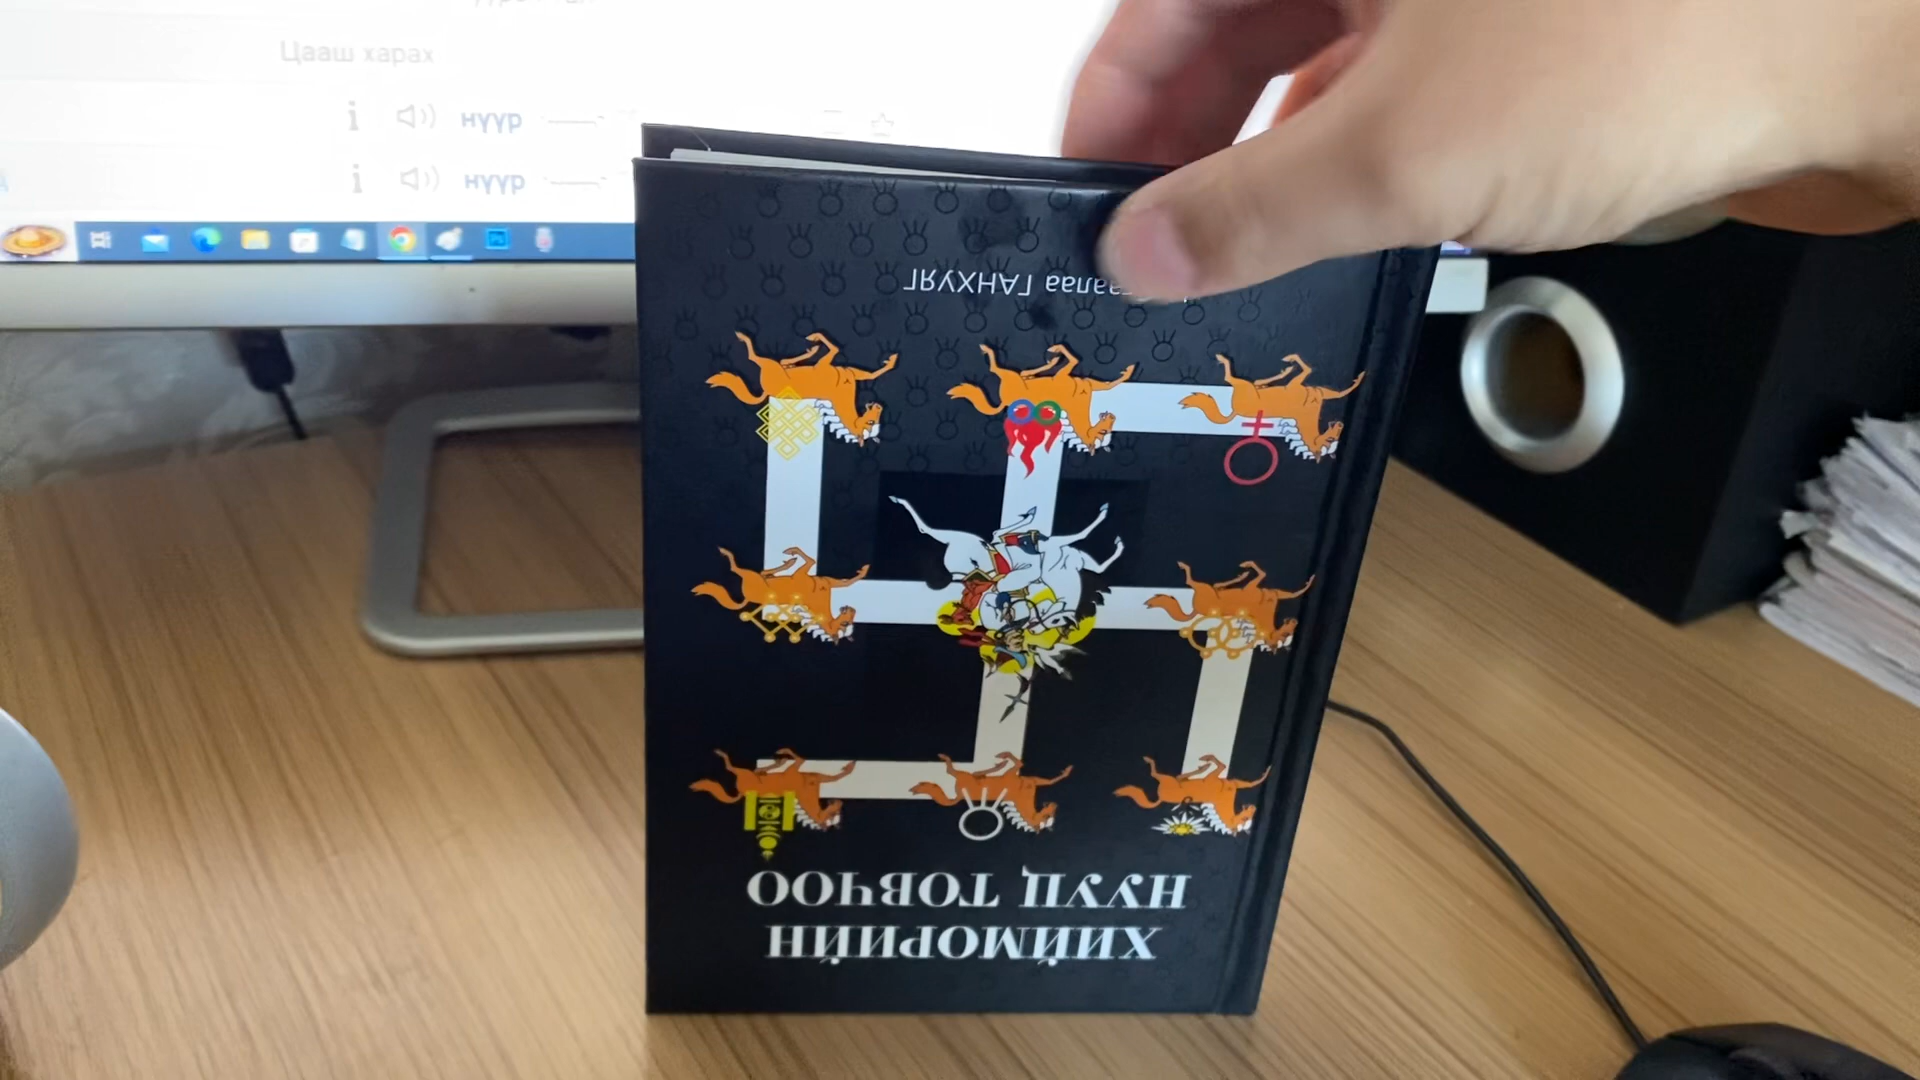 Цааш харах
нүүр
нүүр
ХИЙМОРИЙН
НУУЦ ТОВЧОО
ГАНХУЯГ